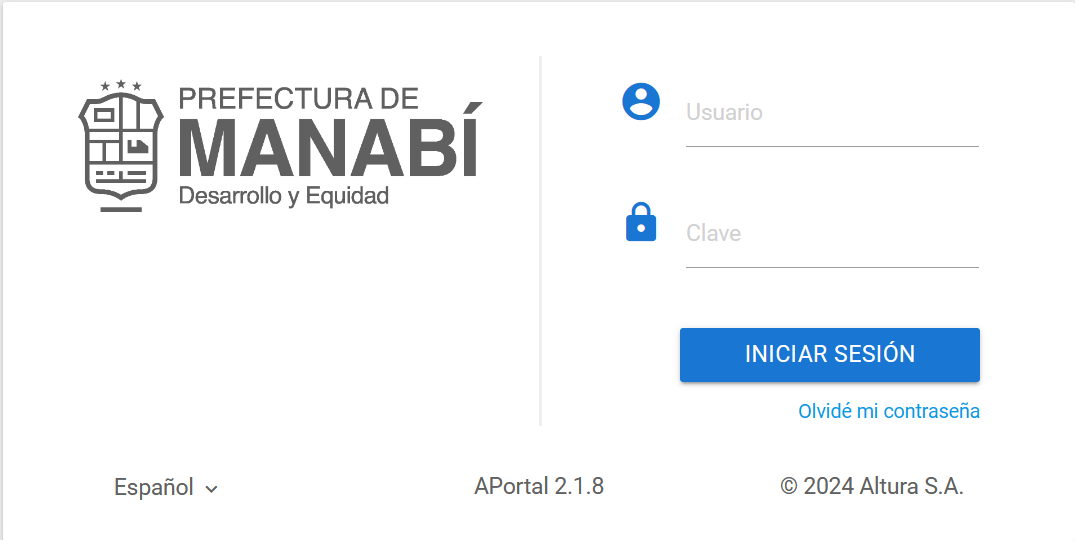 PREFECTURA DE
MANABÍ
Desarrollo y Equidad
Usuario
Clave
INICIAR SESIÓN
Olvidé mi contraseña
Español
APortal 2.1.8
© 2024 Altura S.A.